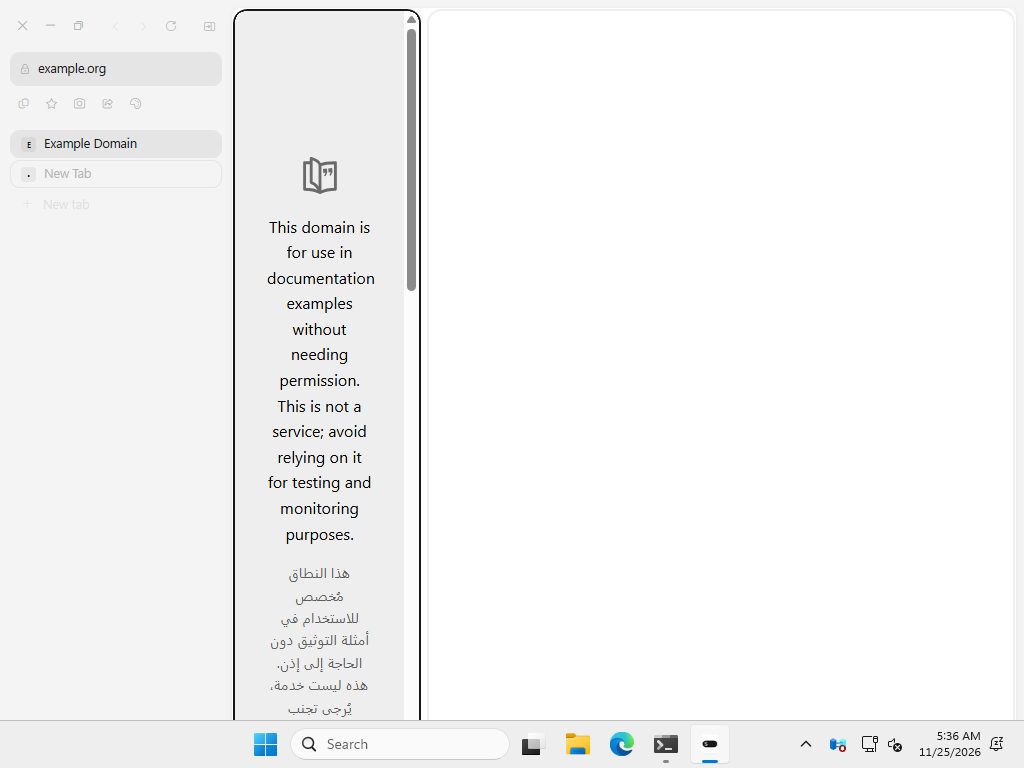 example.org
E Example Domain
. New Tab
+ New tab
This domain is
for use in
documentation
examples
without
needing
permission.
This is not a
service; avoid
relying on it
for testing and
monitoring
purposes.
هذا النطاق
مُخصص
للاستخدام في
أمثلة التوثيق دون
الحاجة إلى إذن.
هذه ليست خدمة،
يُرجى تجنب
Search
5:36 AM
11/25/2026